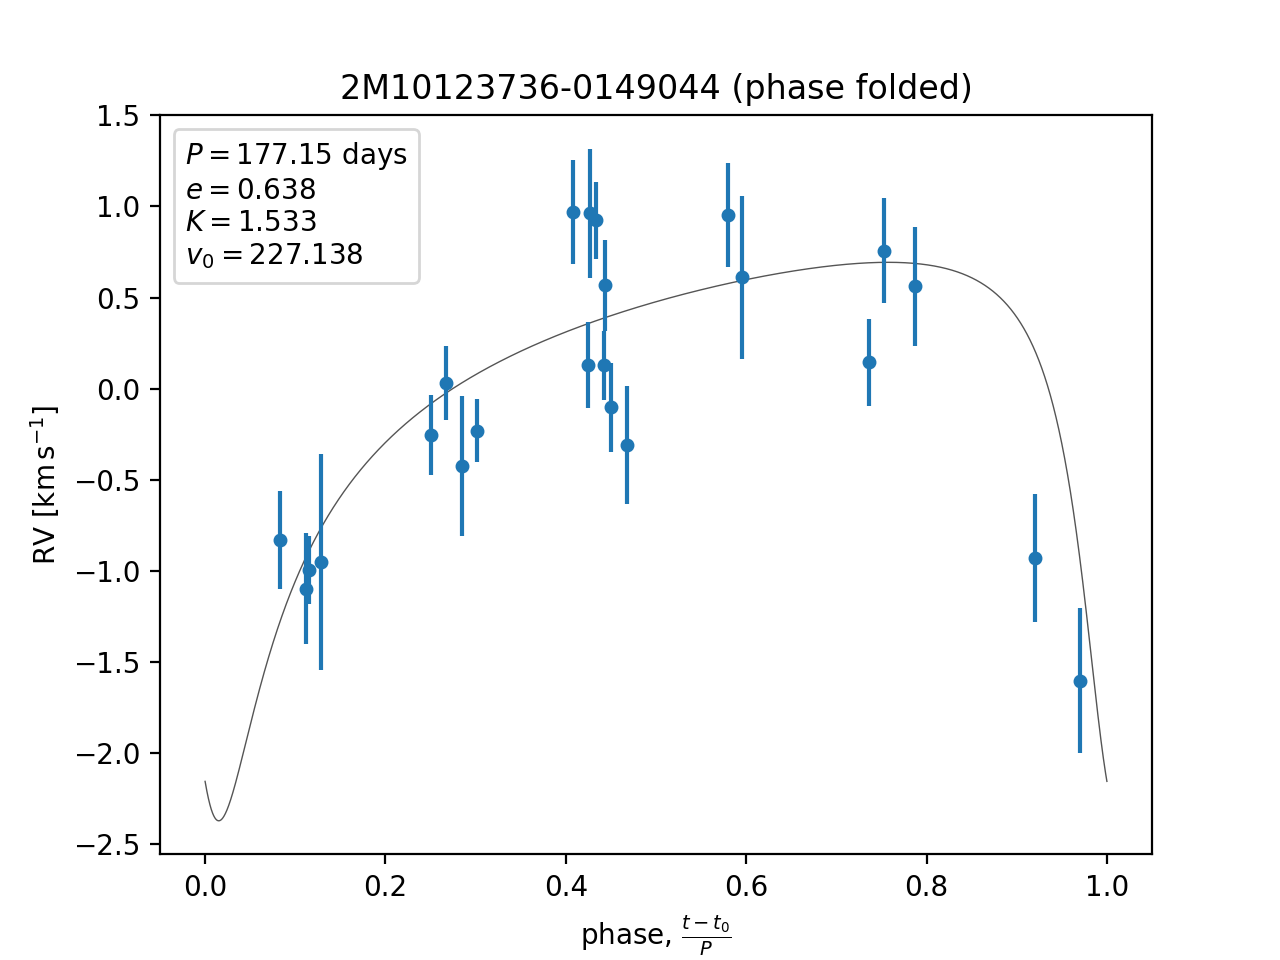 2M10123736-0149044 (phase folded)
P = 177.15 days
e = 0.638
K = 1.533
v₀ = 227.138
1.5
1.0
0.5
0.0
−0.5
−1.0
−1.5
−2.0
−2.5
RV [km s⁻¹]
0.0 0.2 0.4 0.6 0.8 1.0
phase, (t − t₀)/P